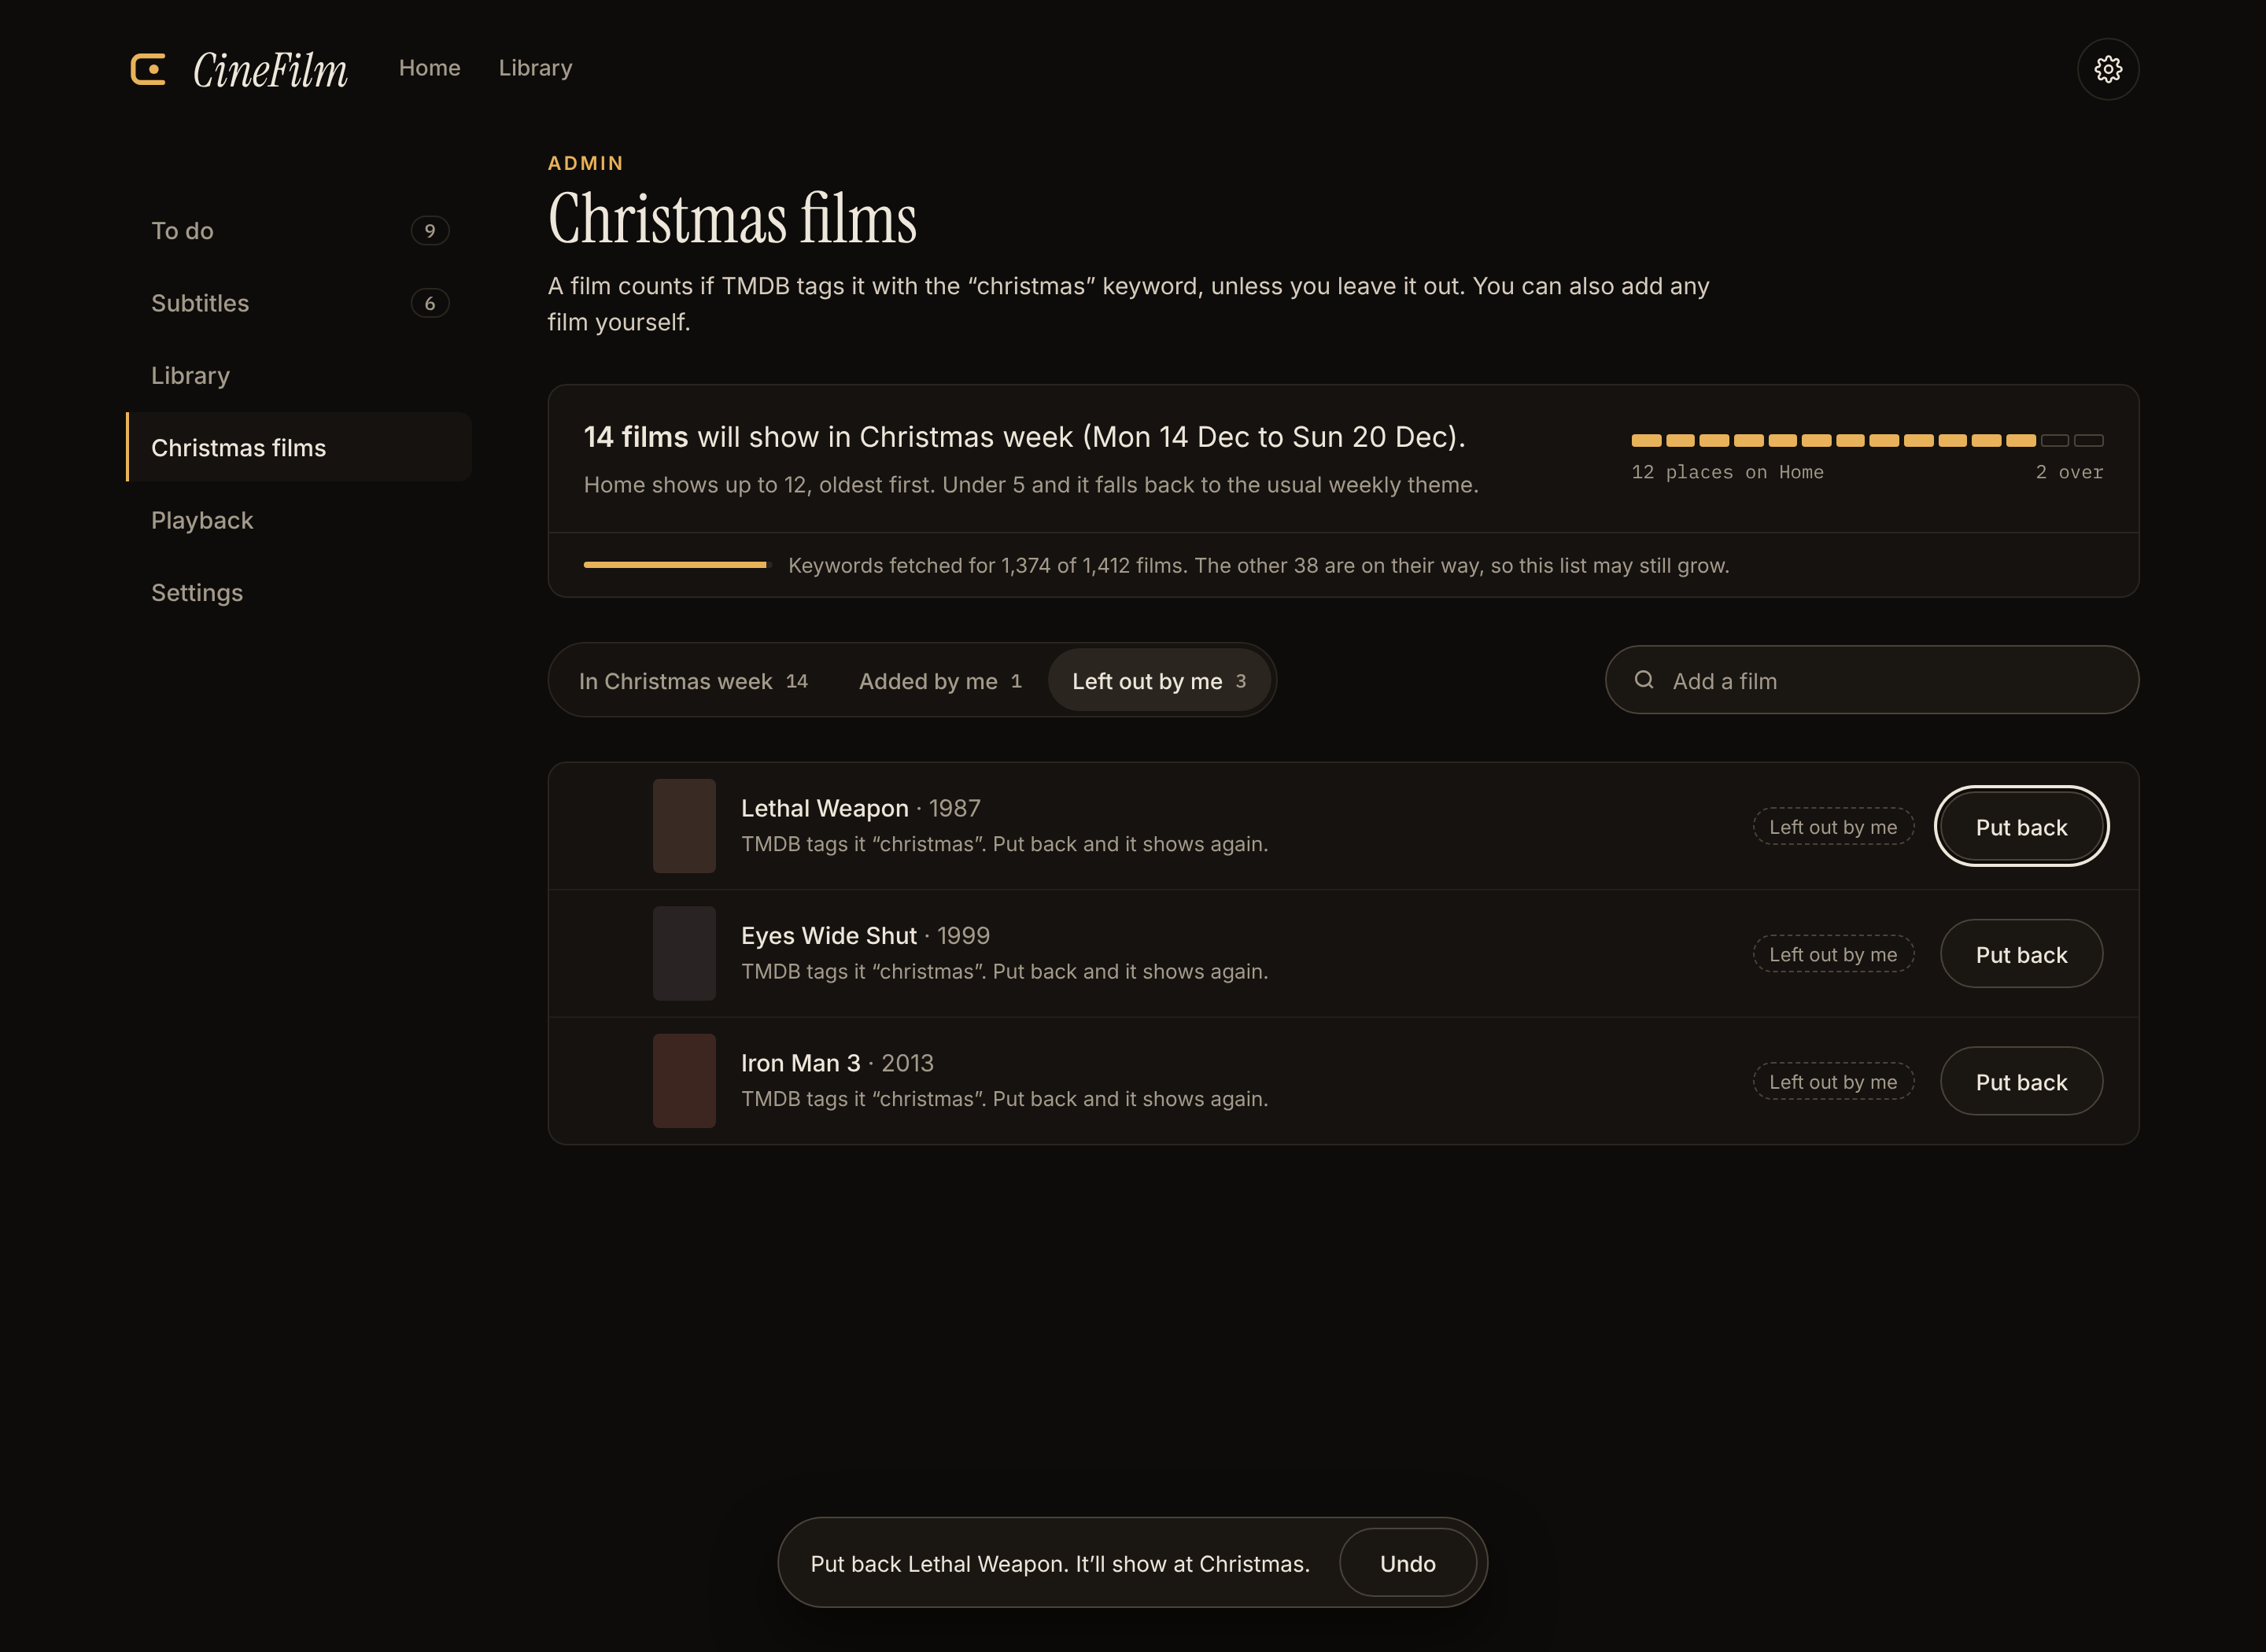 CineFilm
Home
Library
To do 9
Subtitles 6
Library
Christmas films
Playback
Settings
ADMIN
Christmas films
A film counts if TMDB tags it with the “christmas” keyword, unless you leave it out. You can also add any
film yourself.
14 films will show in Christmas week (Mon 14 Dec to Sun 20 Dec).
Home shows up to 12, oldest first. Under 5 and it falls back to the usual weekly theme.
12 places on Home
2 over
Keywords fetched for 1,374 of 1,412 films. The other 38 are on their way, so this list may still grow.
In Christmas week 14
Added by me 1
Left out by me 3
Add a film
Lethal Weapon · 1987
TMDB tags it “christmas”. Put back and it shows again.
Left out by me
Put back
Eyes Wide Shut · 1999
TMDB tags it “christmas”. Put back and it shows again.
Left out by me
Put back
Iron Man 3 · 2013
TMDB tags it “christmas”. Put back and it shows again.
Left out by me
Put back
Put back Lethal Weapon. It’ll show at Christmas.
Undo